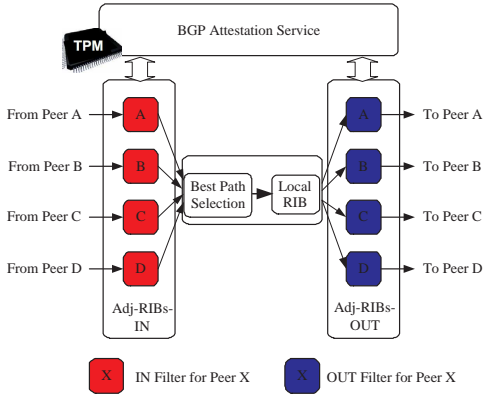 BGP Attestation Service
TPM
From Peer A
A
A
To Peer A
From Peer B
B
B
To Peer B
Best Path
Selection
Local
RIB
From Peer C
C
C
To Peer C
From Peer D
D
D
To Peer D
Adj-RIBs-
IN
Adj-RIBs-
OUT
X
IN Filter for Peer X
X
OUT Filter for Peer X